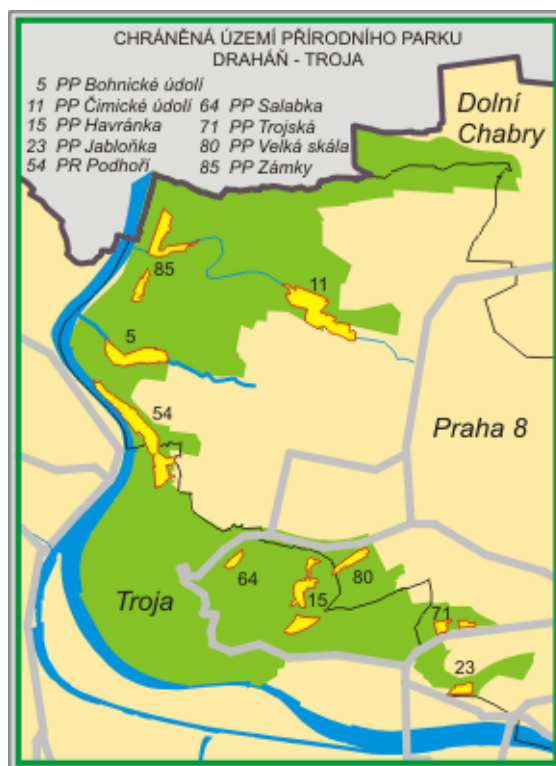 CHRÁNĚNÁ ÚZEMÍ PŘÍRODNÍHO PARKU
DRAHÁŇ - TROJA
5 PP Bohnické údolí
11 PP Čimické údolí 64 PP Salabka
15 PP Havránka 71 PP Trojská
23 PP Jabloňka 80 PP Velká skála
54 PR Podhoří 85 PP Zámky
Dolní
Chabry
85
11
5
54
Praha 8
64
80
15
Troja
71
23